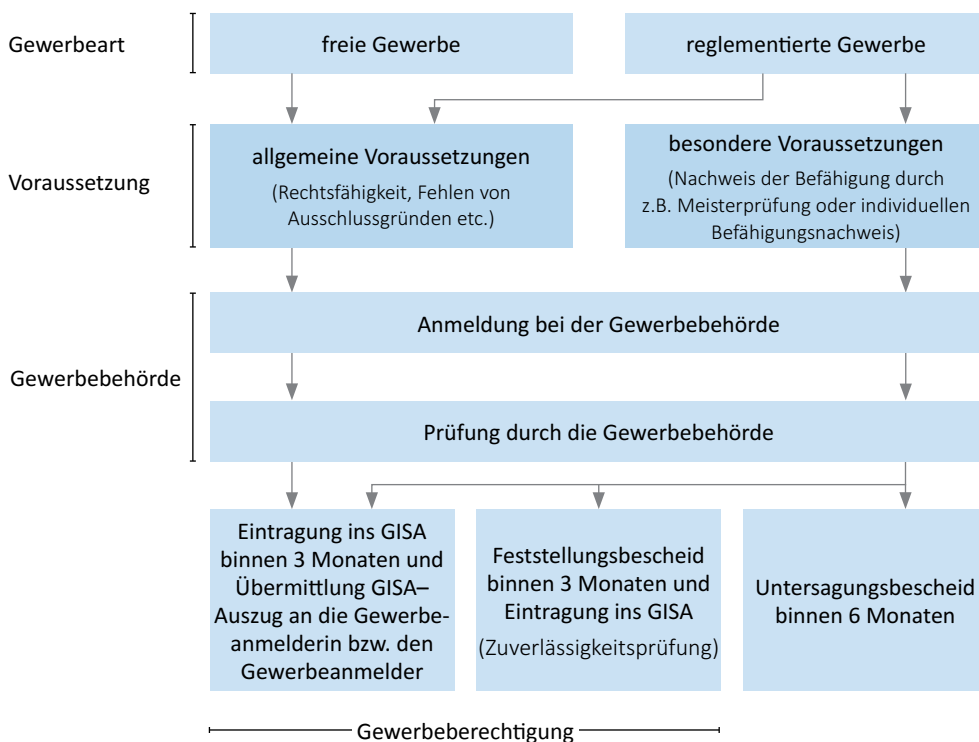 Gewerbeart
freie Gewerbe
reglementierte Gewerbe
Voraussetzung
allgemeine Voraussetzungen
(Rechtsfähigkeit, Fehlen von
Ausschlussgründen etc.)
besondere Voraussetzungen
(Nachweis der Befähigung durch
z.B. Meisterprüfung oder individuellen
Befähigungsnachweis)
Gewerbebehörde
Anmeldung bei der Gewerbebehörde
Prüfung durch die Gewerbebehörde
Eintragung ins GISA
binnen 3 Monaten und
Übermittlung GISA–
Auszug an die Gewerbe-
anmelderin bzw. den
Gewerbeanmelder
Feststellungsbescheid
binnen 3 Monaten und
Eintragung ins GISA
(Zuverlässigkeitsprüfung)
Untersagungsbescheid
binnen 6 Monaten
Gewerbeberechtigung